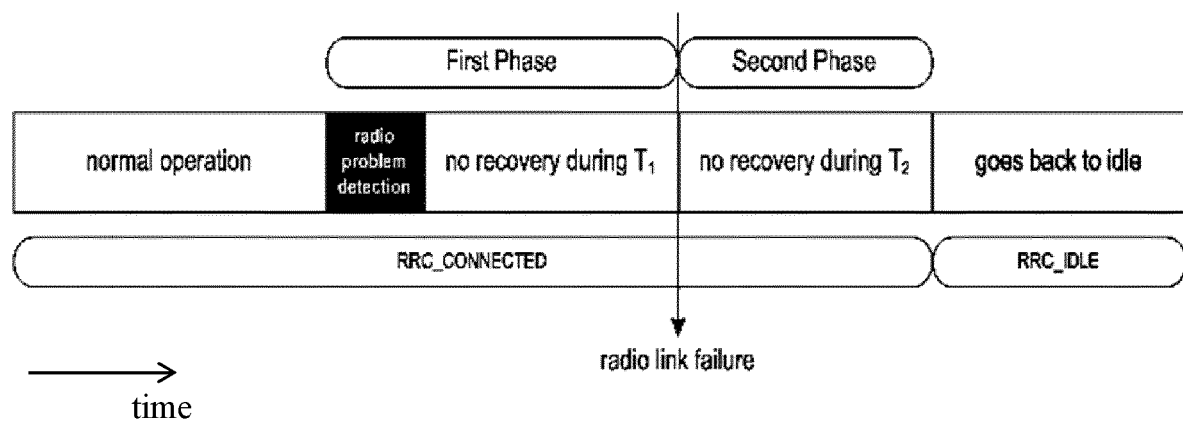 First Phase Second Phase
normal operation
radio
problem
detection
no recovery during T₁ no recovery during T₂ goes back to idle
RRC_CONNECTED RRC_IDLE
radio link failure
time